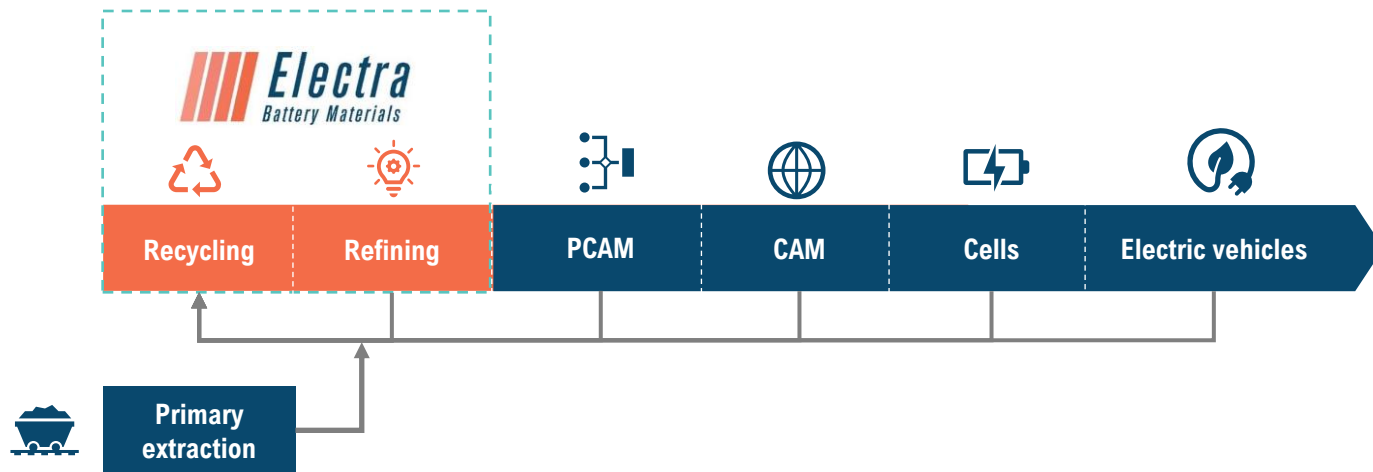 Electra
Battery Materials
Recycling
Refining
PCAM
CAM
Cells
Electric vehicles
Primary
extraction